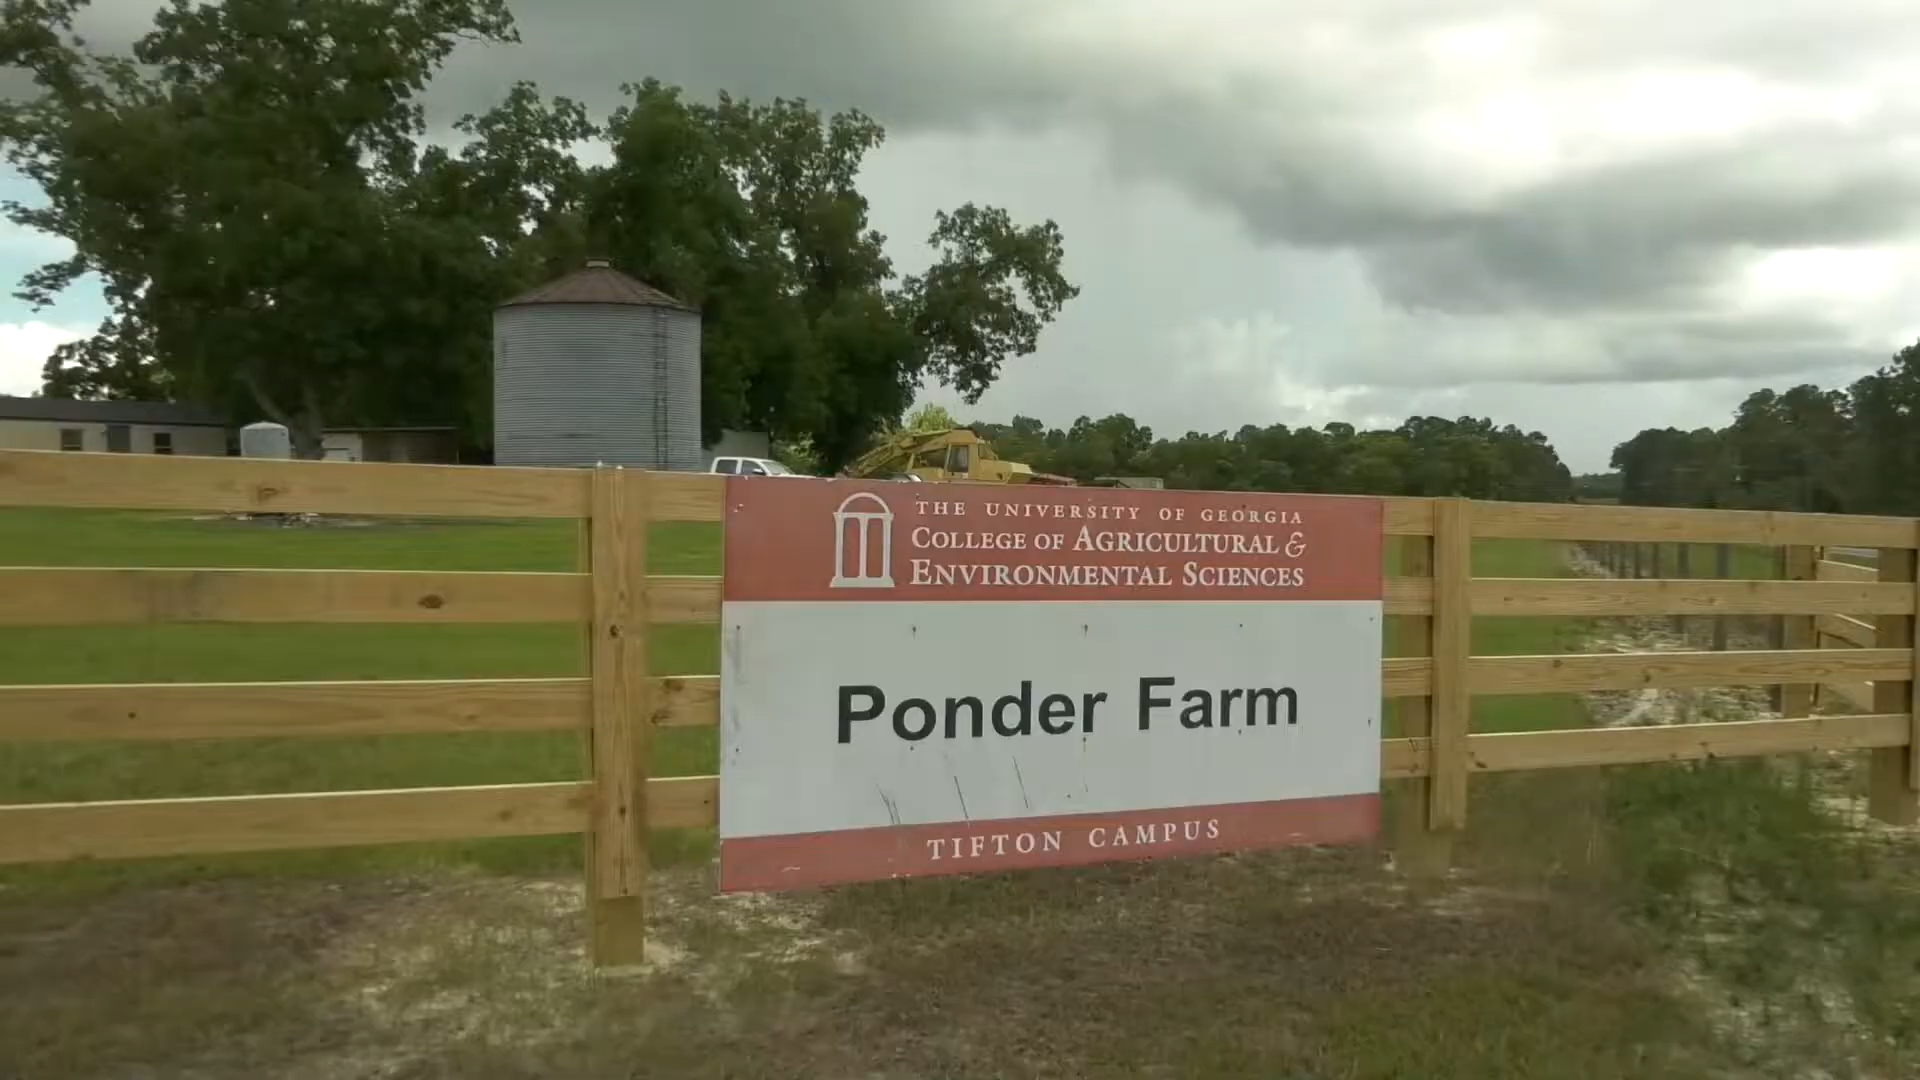 THE UNIVERSITY OF GEORGIA
COLLEGE OF AGRICULTURAL &
ENVIRONMENTAL SCIENCES
Ponder Farm
TIFTON CAMPUS